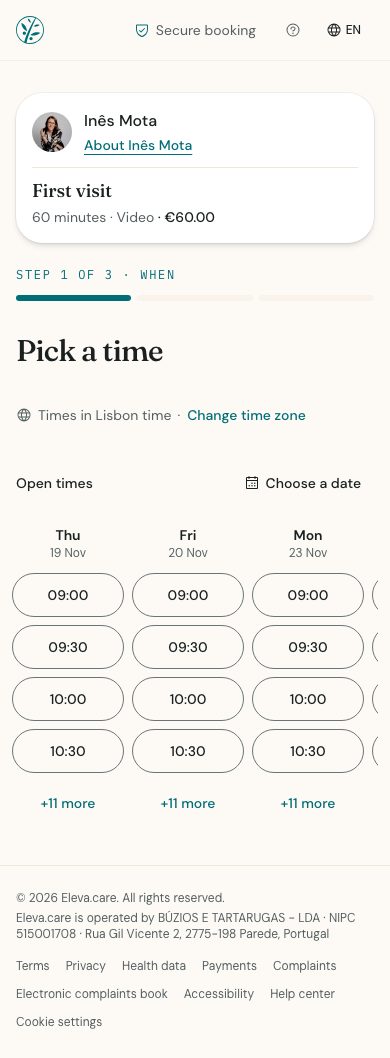 Secure booking
EN
Inês Mota
About Inês Mota
First visit
60 minutes · Video · €60.00
STEP 1 OF 3 · WHEN
Pick a time
Times in Lisbon time · Change time zone
Open times
Choose a date
Thu Fri Mon
19 Nov 20 Nov 23 Nov
09:00 09:00 09:00
09:30 09:30 09:30
10:00 10:00 10:00
10:30 10:30 10:30
+11 more +11 more +11 more
© 2026 Eleva.care. All rights reserved.
Eleva.care is operated by BÚZIOS E TARTARUGAS – LDA · NIPC
515001708 · Rua Gil Vicente 2, 2775-198 Parede, Portugal
Terms Privacy Health data Payments Complaints
Electronic complaints book Accessibility Help center
Cookie settings